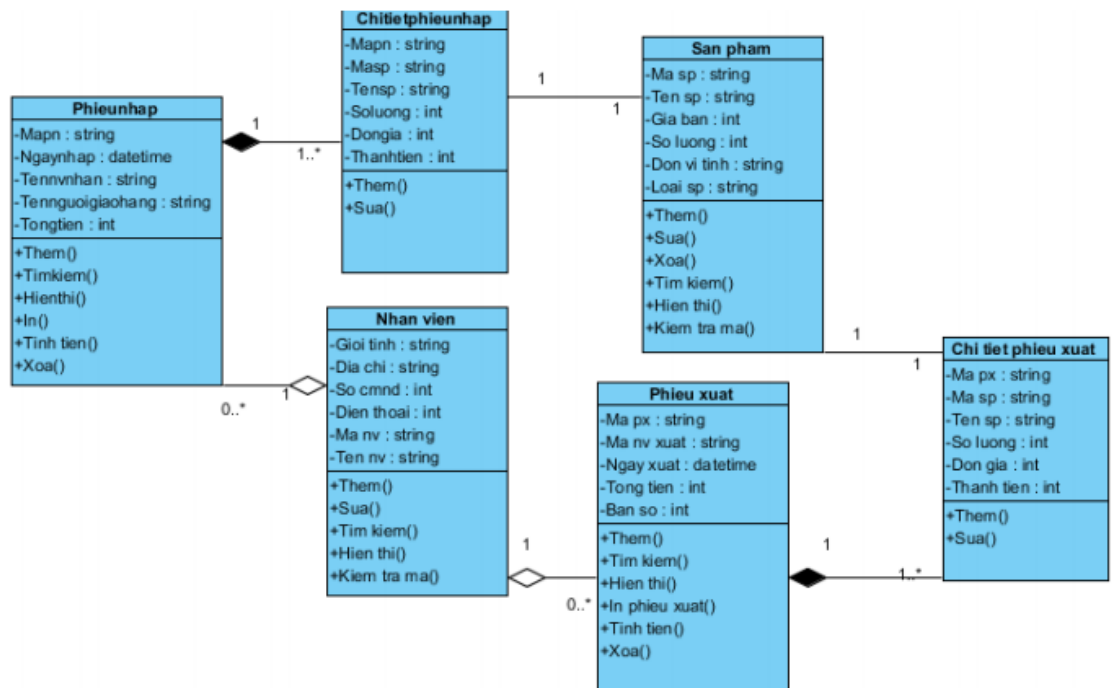 Chitietphieunhap
-Mapn : string
-Masp : string
-Tensp : string
-Soluong : int
-Dongia : int
-Thanhtien : int
+Them()
+Sua()
San pham
-Ma sp : string
-Ten sp : string
-Gia ban : int
-So luong : int
-Don vi tinh : string
-Loai sp : string
+Them()
+Sua()
+Xoa()
+Tim kiem()
+Hien thi()
+Kiem tra ma()
Phieunhap
-Mapn : string
-Ngaynhap : datetime
-Tennvnhan : string
-Tennguoigiaohang : string
-Tongtien : int
+Them()
+Timkiem()
+Hienthi()
+In()
+Tinh tien()
+Xoa()
1
1..*
1
1
Nhan vien
-Gioi tinh : string
-Dia chi : string
-So cmnd : int
-Dien thoai : int
-Ma nv : string
-Ten nv : string
+Them()
+Sua()
+Tim kiem()
+Hien thi()
+Kiem tra ma()
0..*
1
1
1
Chi tiet phieu xuat
-Ma px : string
-Ma sp : string
-Ten sp : string
-So luong : int
-Don gia : int
-Thanh tien : int
+Them()
+Sua()
Phieu xuat
-Ma px : string
-Ma nv xuat : string
-Ngay xuat : datetime
-Tong tien : int
-Ban so : int
+Them()
+Tim kiem()
+Hien thi()
+In phieu xuat()
+Tinh tien()
+Xoa()
1
0..*
1
1..*